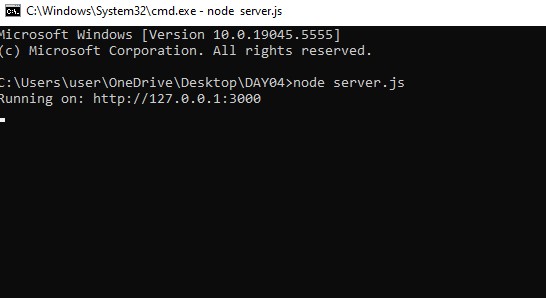 C:\Windows\System32\cmd.exe - node server.js
Microsoft Windows [Version 10.0.19045.5555]
(c) Microsoft Corporation. All rights reserved.
C:\Users\user\OneDrive\Desktop\DAY04>node server.js
Running on: http://127.0.0.1:3000